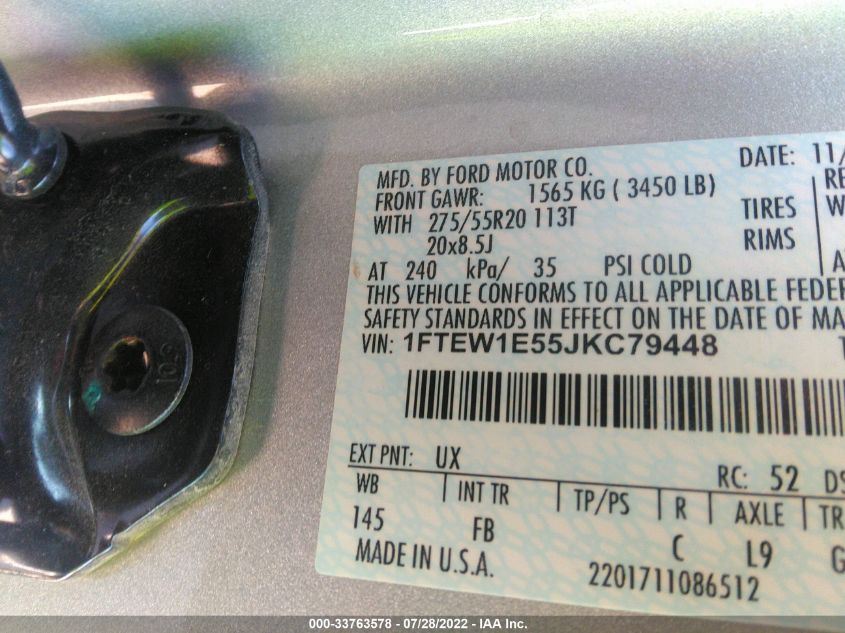 MFD. BY FORD MOTOR CO. DATE: 11/
FRONT GAWR: 1565 KG ( 3450 LB) RE
WITH 275/55R20 113T TIRES W
20x8.5J RIMS
AT 240 kPa/ 35 PSI COLD A
THIS VEHICLE CONFORMS TO ALL APPLICABLE FEDER
SAFETY STANDARDS IN EFFECT ON THE DATE OF MA
VIN: 1FTEW1E55JKC79448 T
EXT PNT: UX RC: 52 DS
WB INT TR TP/PS R AXLE TR
145 FB C L9 G
MADE IN U.S.A. 2201711086512
000-33763578 - 07/28/2022 - IAA Inc.